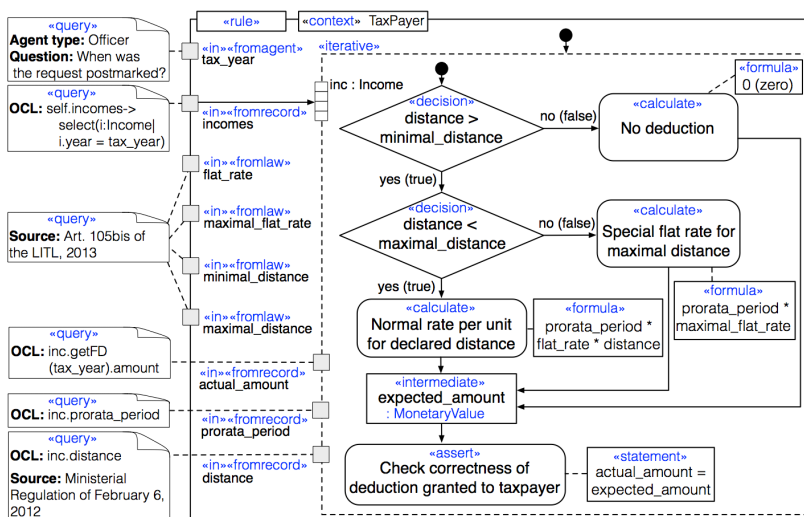 «query»
Agent type: Officer
Question: When was
the request postmarked?
«query»
OCL: self.incomes->
select(i:Income|
i.year = tax_year)
«query»
Source: Art. 105bis of
the LITL, 2013
«query»
OCL: inc.getFD
(tax_year).amount
«query»
OCL: inc.prorata_period
«query»
OCL: inc.distance
Source: Ministerial
Regulation of February 6,
2012
«rule»
«context» TaxPayer
«in»«fromagent»
tax_year
«in»«fromrecord»
incomes
«in»«fromlaw»
flat_rate
«in»«fromlaw»
maximal_flat_rate
«in»«fromlaw»
minimal_distance
«in»«fromlaw»
maximal_distance
«in»«fromrecord»
actual_amount
«in»«fromrecord»
prorata_period
«in»«fromrecord»
distance
«iterative»
inc : Income
«decision»
distance >
minimal_distance
no (false)
«calculate»
No deduction
«formula»
0 (zero)
yes (true)
«decision»
distance <
maximal_distance
no (false)
«calculate»
Special flat rate for
maximal distance
«formula»
prorata_period *
maximal_flat_rate
yes (true)
«calculate»
Normal rate per unit
for declared distance
«formula»
prorata_period *
flat_rate * distance
«intermediate»
expected_amount
: MonetaryValue
«assert»
Check correctness of
deduction granted to taxpayer
«statement»
actual_amount =
expected_amount